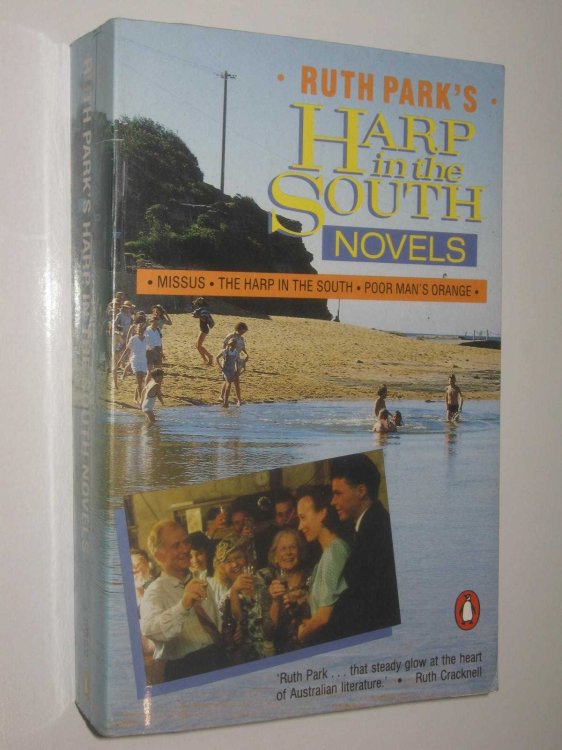 • RUTH PARK'S •
HARP
in the
SOUTH
NOVELS
• MISSUS • THE HARP IN THE SOUTH • POOR MAN'S ORANGE •
'Ruth Park . . . that steady glow at the heart
of Australian literature.' • Ruth Cracknell
RUTH PARK'S HARP IN THE SOUTH NOVELS